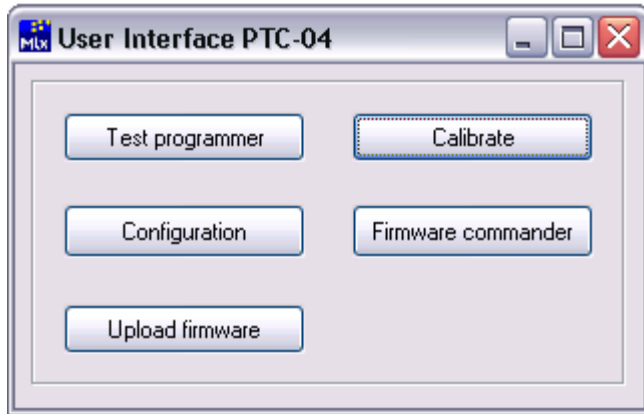 Mlx User Interface PTC-04
Test programmer
Calibrate
Configuration
Firmware commander
Upload firmware